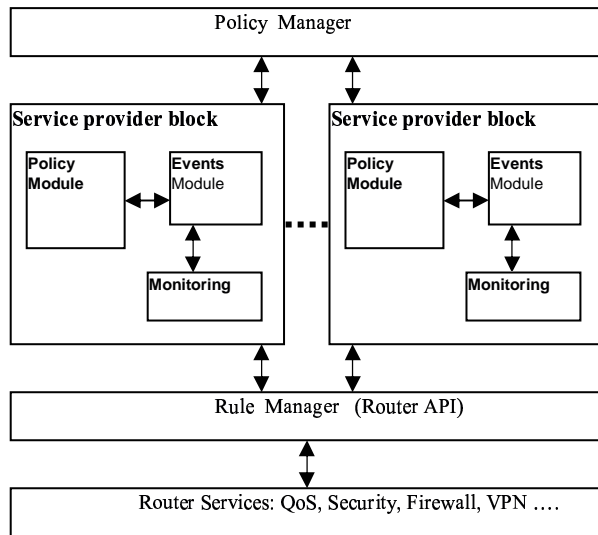 Policy Manager
Service provider block
Service provider block
Policy
Module
Events
Module
Monitoring
Policy
Module
Events
Module
Monitoring
Rule Manager (Router API)
Router Services: QoS, Security, Firewall, VPN ....